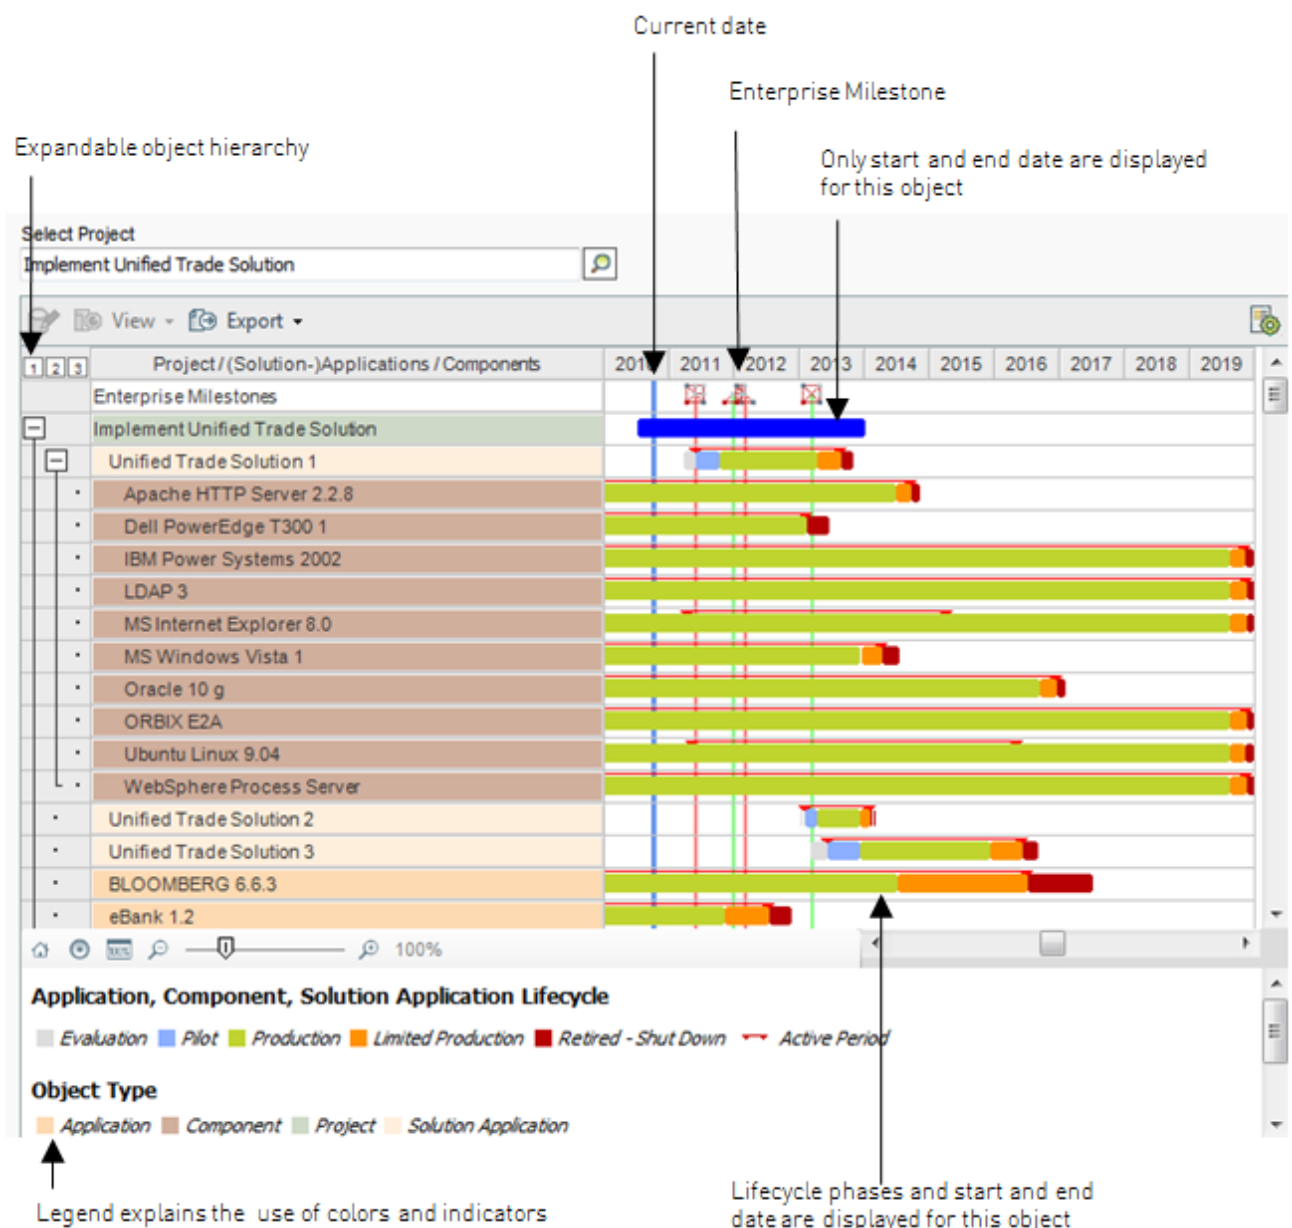 Current date
Enterprise Milestone
Expandable object hierarchy
Only start and end date are displayed
for this object
Select Project
Implement Unified Trade Solution
View Export
1 2 3 Project / (Solution-)Applications / Components 2010 2011 2012 2013 2014 2015 2016 2017 2018 2019
Enterprise Milestones
Implement Unified Trade Solution
Unified Trade Solution 1
Apache HTTP Server 2.2.8
Dell PowerEdge T300 1
IBM Power Systems 2002
LDAP 3
MS Internet Explorer 8.0
MS Windows Vista 1
Oracle 10 g
ORBIX E2A
Ubuntu Linux 9.04
WebSphere Process Server
Unified Trade Solution 2
Unified Trade Solution 3
BLOOMBERG 6.6.3
eBank 1.2
100% 100%
Application, Component, Solution Application Lifecycle
Evaluation Pilot Production Limited Production Retired - Shut Down Active Period
Object Type
Application Component Project Solution Application
Legend explains the use of colors and indicators
Lifecycle phases and start and end
date are displayed for this object